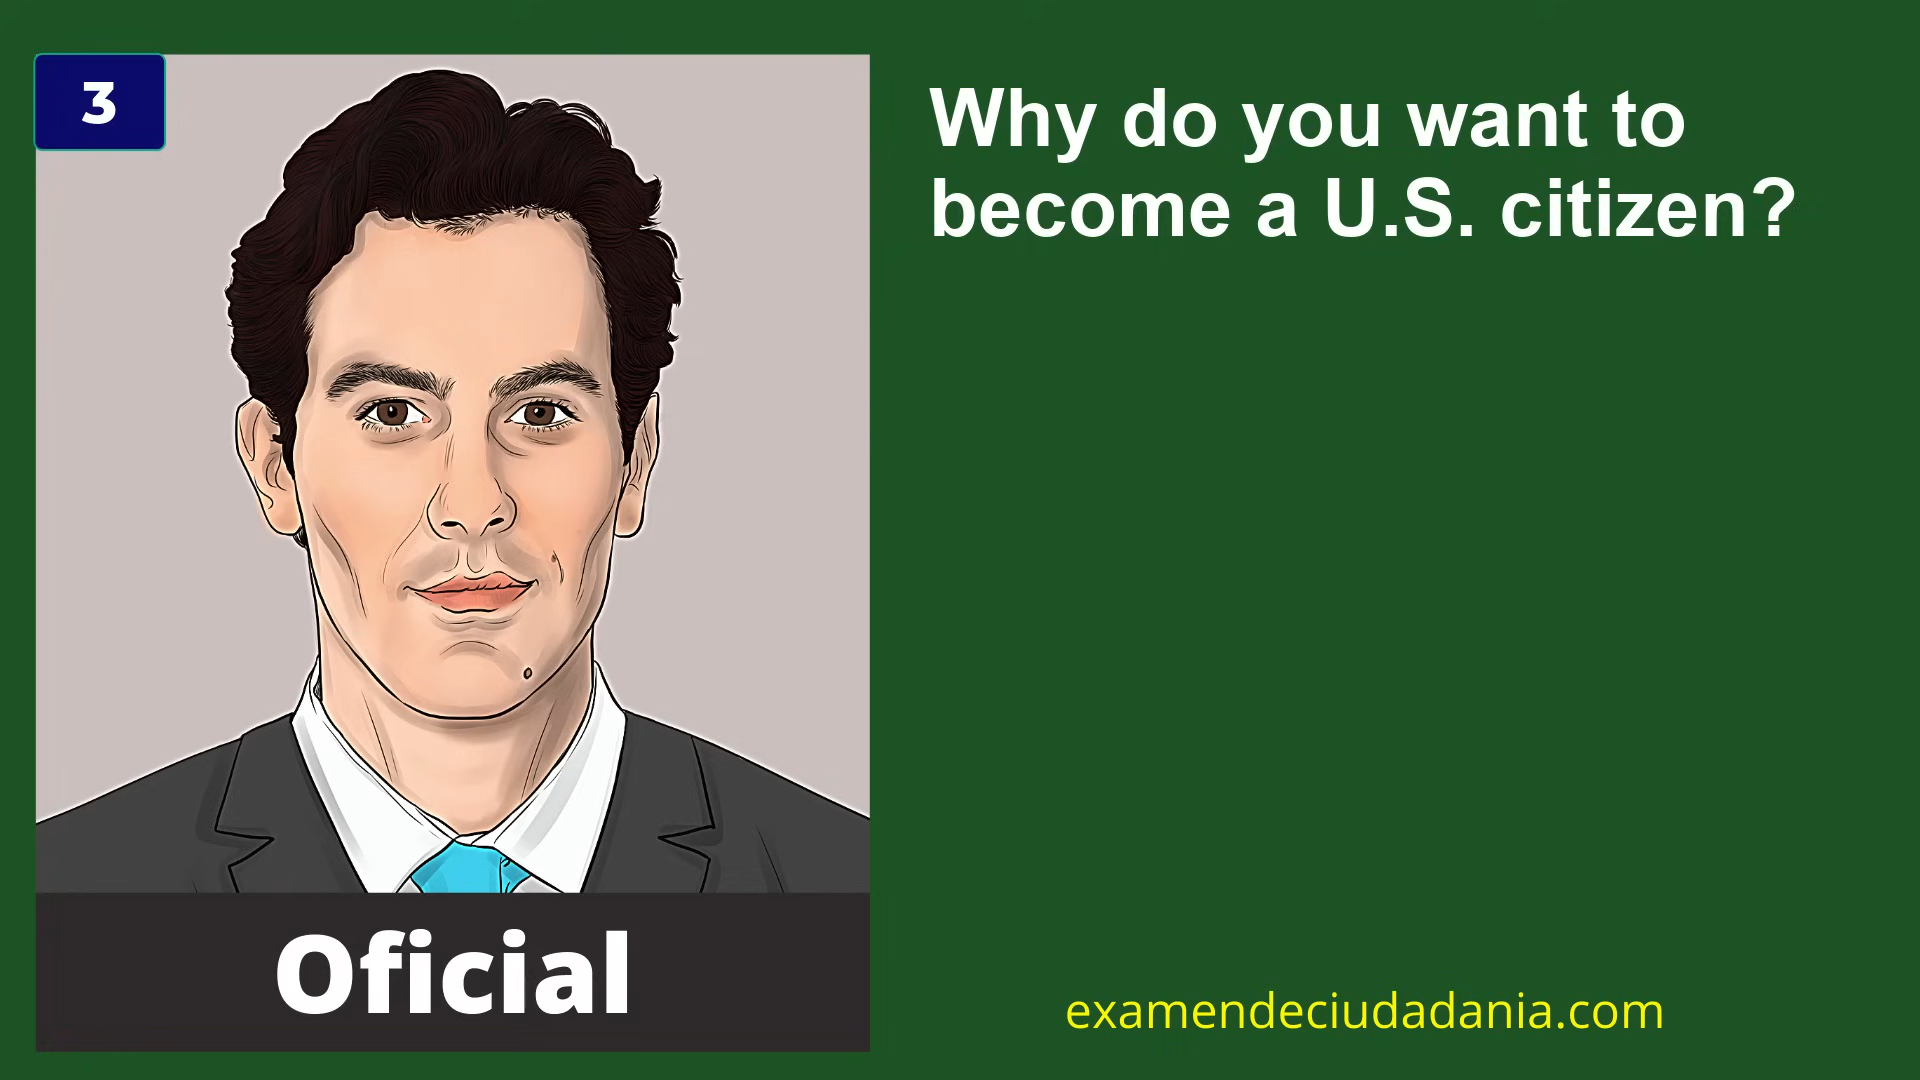 3
Why do you want to
become a U.S. citizen?
Oficial
examendeciudadania.com